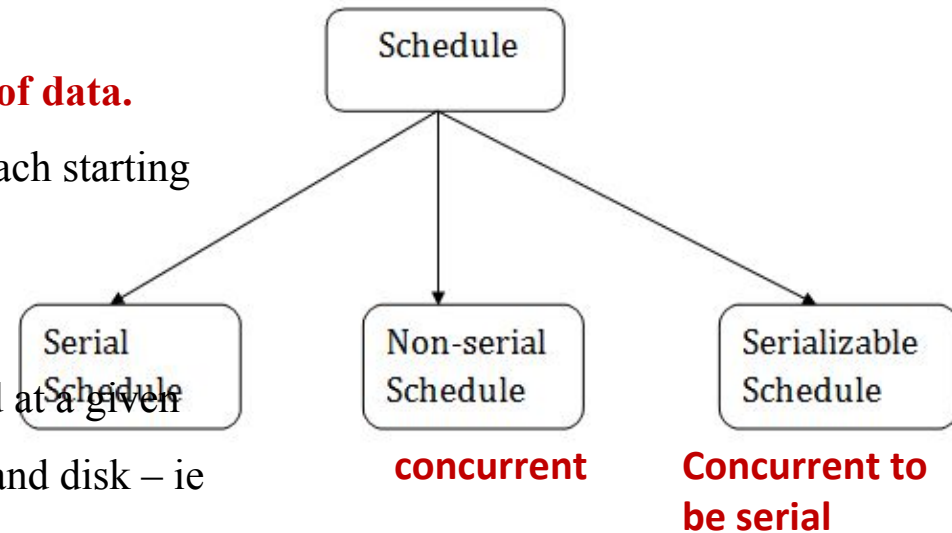 Schedule
of data.
ach starting
Serial
Schedule
Non-serial
Schedule
Serializable
Schedule
at a given
and disk – ie
concurrent
Concurrent to
be serial